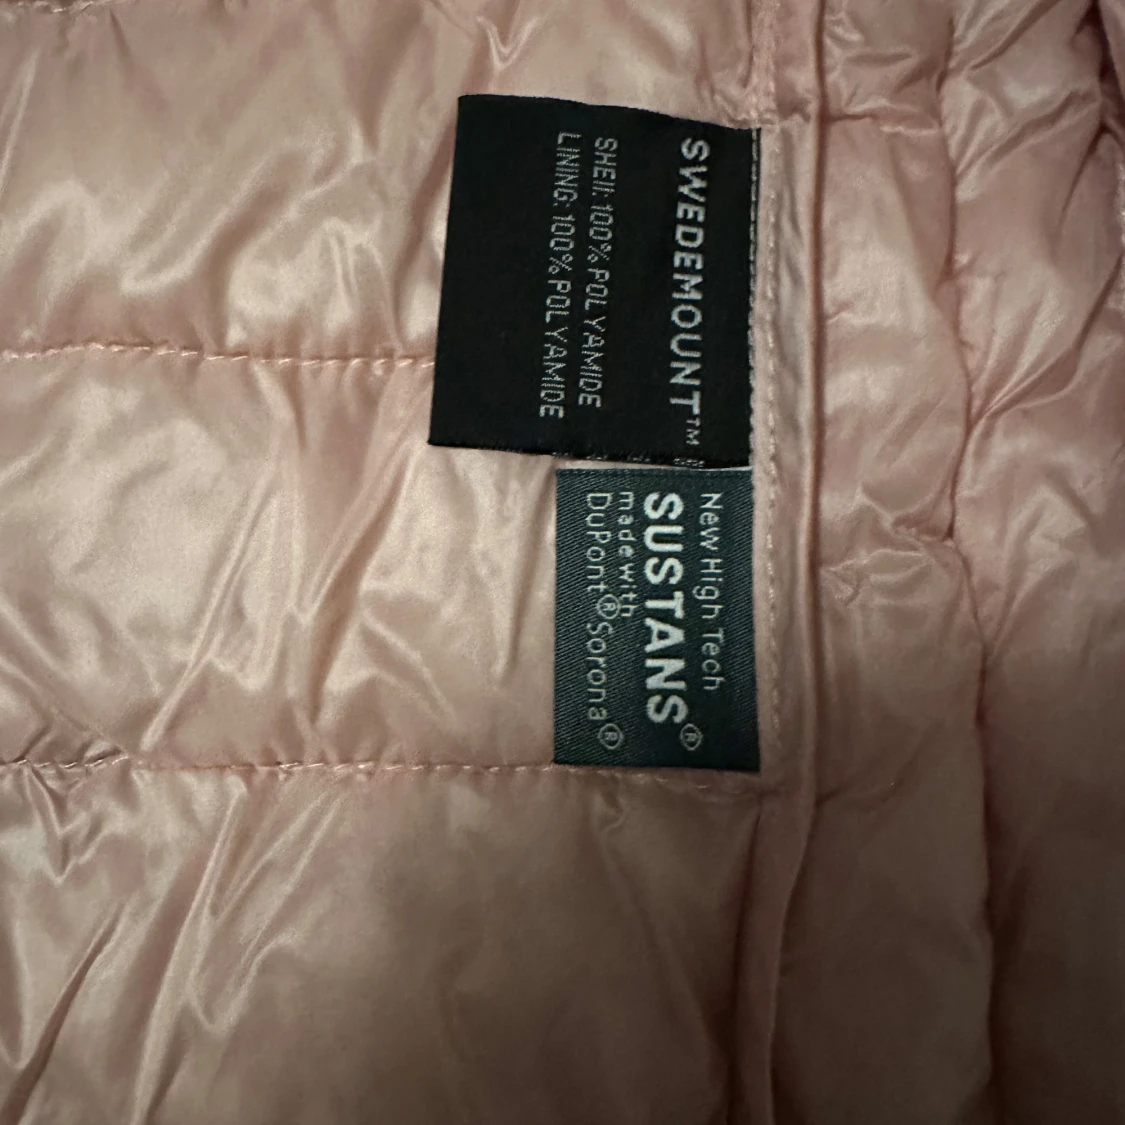 SWEDEMOUNT™
SHELL: 100% POLYAMIDE
LINING: 100% POLYAMIDE
New High Tech
SUSTANS®
made with
DuPont® Sorona®